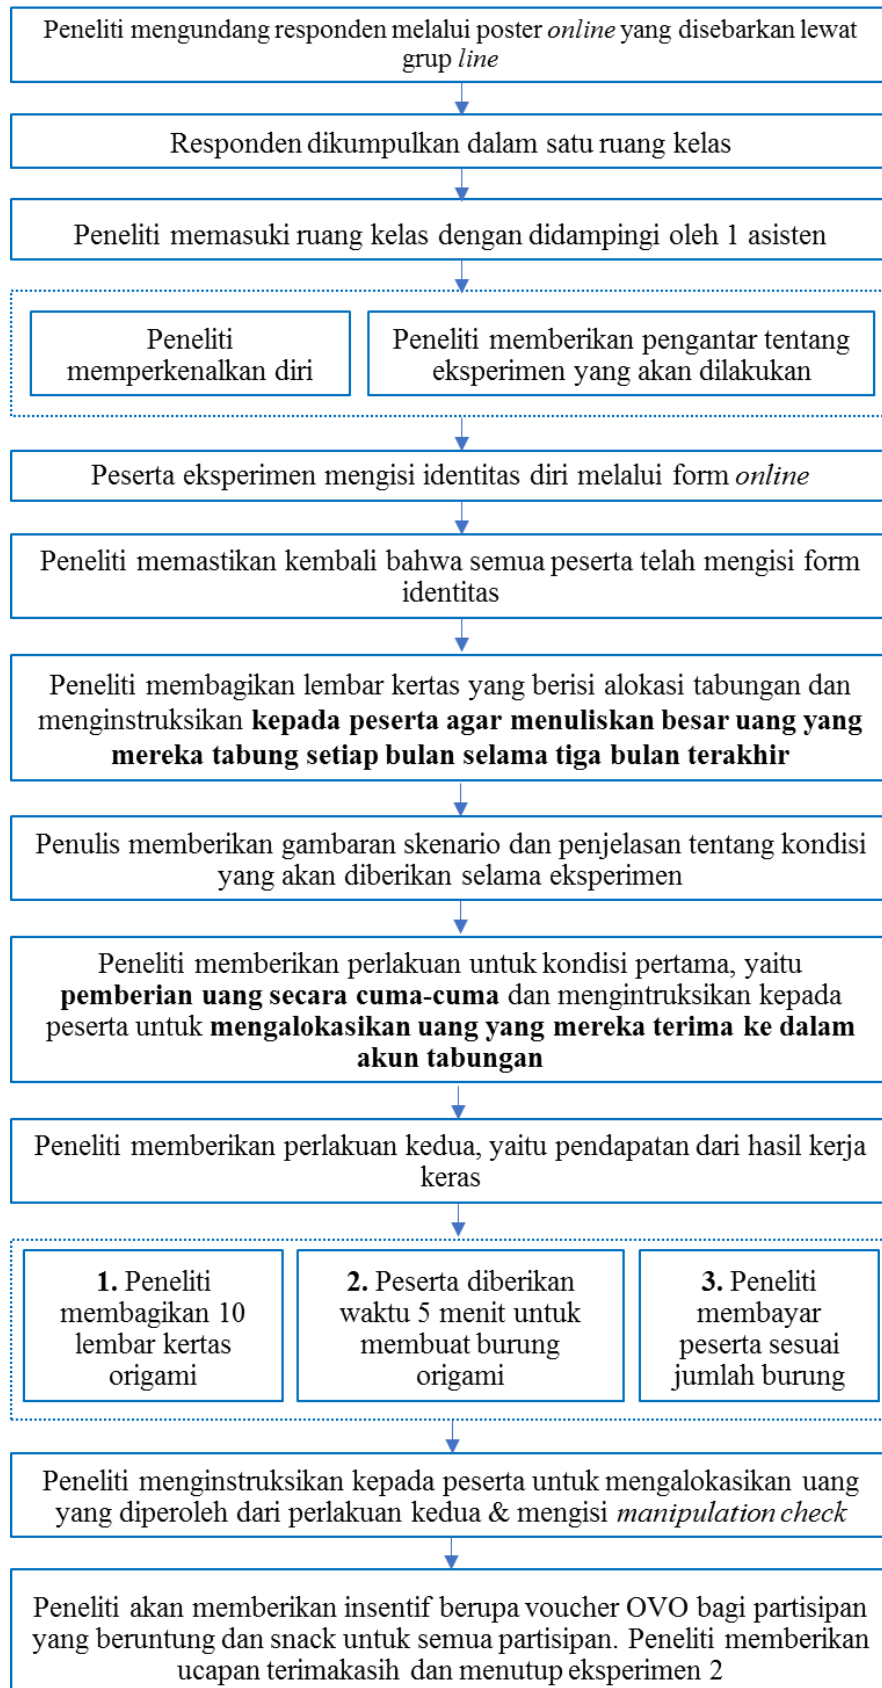 Peneliti mengundang responden melalui poster online yang disebarkan lewat
grup line
Responden dikumpulkan dalam satu ruang kelas
Peneliti memasuki ruang kelas dengan didampingi oleh 1 asisten
Peneliti
memperkenalkan diri
Peneliti memberikan pengantar tentang
eksperimen yang akan dilakukan
Peserta eksperimen mengisi identitas diri melalui form online
Peneliti memastikan kembali bahwa semua peserta telah mengisi form
identitas
Peneliti membagikan lembar kertas yang berisi alokasi tabungan dan
menginstruksikan kepada peserta agar menuliskan besar uang yang
mereka tabung setiap bulan selama tiga bulan terakhir
Penulis memberikan gambaran skenario dan penjelasan tentang kondisi
yang akan diberikan selama eksperimen
Peneliti memberikan perlakuan untuk kondisi pertama, yaitu
pemberian uang secara cuma-cuma dan mengintruksikan kepada
peserta untuk mengalokasikan uang yang mereka terima ke dalam
akun tabungan
Peneliti memberikan perlakuan kedua, yaitu pendapatan dari hasil kerja
keras
1. Peneliti
membagikan 10
lembar kertas
origami
2. Peserta diberikan
waktu 5 menit untuk
membuat burung
origami
3. Peneliti
membayar
peserta sesuai
jumlah burung
Peneliti menginstruksikan kepada peserta untuk mengalokasikan uang
yang diperoleh dari perlakuan kedua & mengisi manipulation check
Peneliti akan memberikan insentif berupa voucher OVO bagi partisipan
yang beruntung dan snack untuk semua partisipan. Peneliti memberikan
ucapan terimakasih dan menutup eksperimen 2